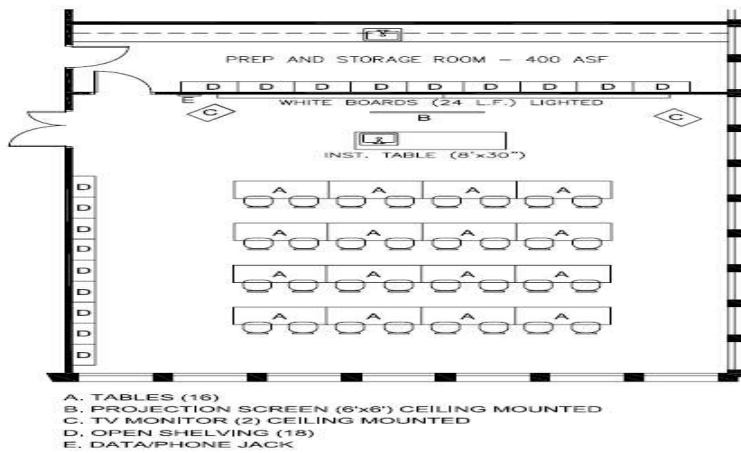 PREP AND STORAGE ROOM – 400 ASF
D D D D D D D D D
E
WHITE BOARDS (24 L.F.) LIGHTED
C
B
C
INST. TABLE (8'x30")
D
D
D
D
D
D
D
D
D
A A A A
A A A A
A A A A
A A A A
A. TABLES (16)
B. PROJECTION SCREEN (6'x6') CEILING MOUNTED
C. TV MONITOR (2) CEILING MOUNTED
D. OPEN SHELVING (18)
E. DATA/PHONE JACK